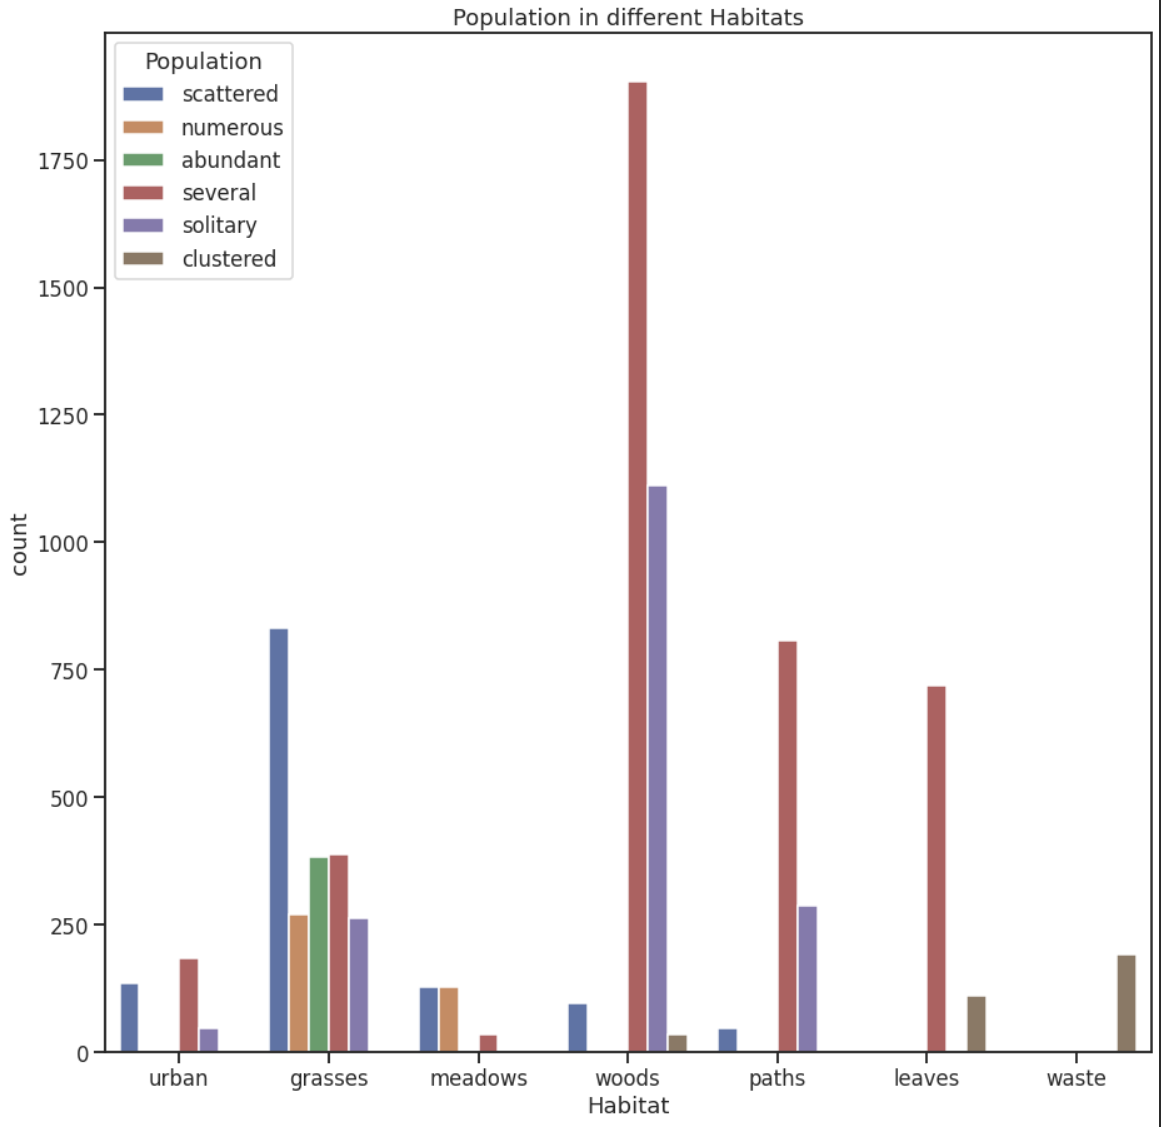 Population in different Habitats
Population
scattered
numerous
abundant
several
solitary
clustered
1750
1500
1250
1000
750
500
250
0
count
urban grasses meadows woods paths leaves waste
Habitat